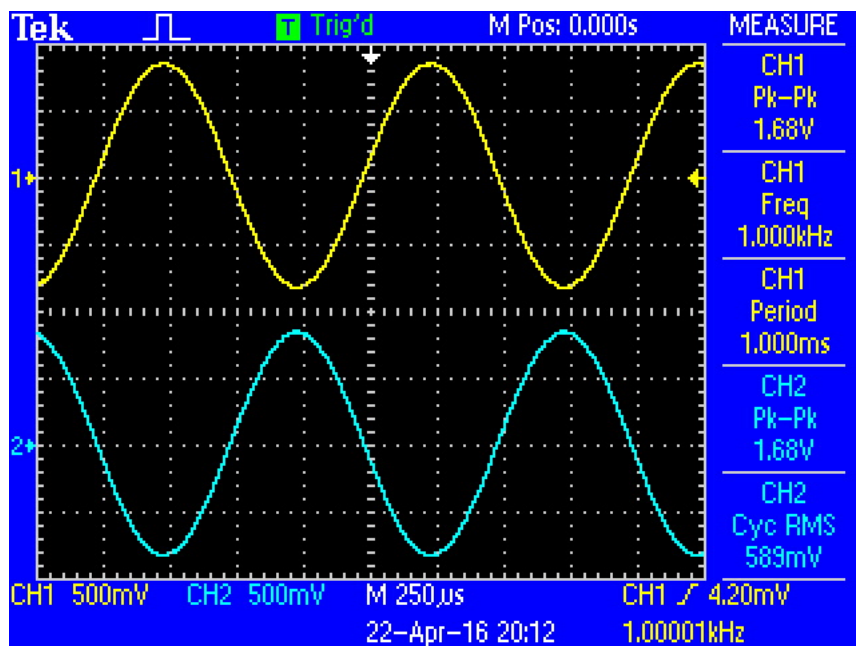 Tek T Trig'd M Pos: 0.000s MEASURE
CH1
Pk-Pk
1.68V
CH1
Freq
1.000kHz
CH1
Period
1.000ms
CH2
Pk-Pk
1.68V
CH2
Cyc RMS
589mV
1
2
CH1 500mV CH2 500mV M 250µs CH1 4.20mV
22-Apr-16 20:12 1.00001kHz